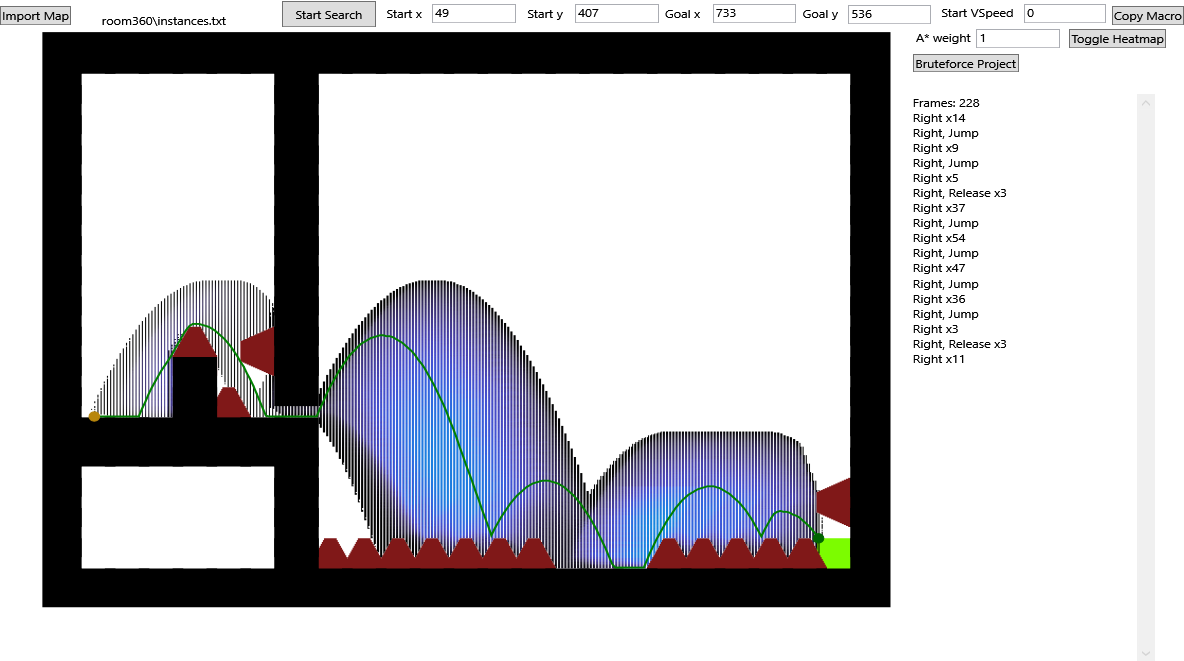 Import Map room360\instances.txt Start Search Start x 49 Start y 407 Goal x 733 Goal y 536 Start VSpeed 0 Copy Macro
A* weight 1 Toggle Heatmap
Bruteforce Project
Frames: 228
Right x14
Right, Jump
Right x9
Right, Jump
Right x5
Right, Release x3
Right x37
Right, Jump
Right x54
Right, Jump
Right x47
Right, Jump
Right x36
Right, Jump
Right x3
Right, Release x3
Right x11